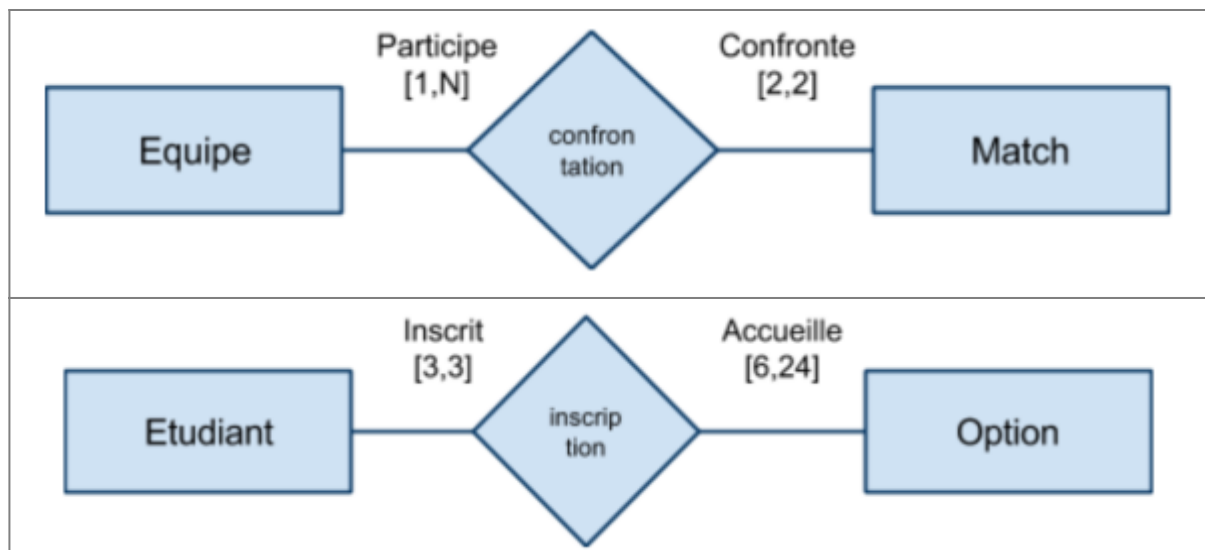 Participe
[1,N]
Confronte
[2,2]
Equipe
confron
tation
Match
Inscrit
[3,3]
Accueille
[6,24]
Etudiant
inscrip
tion
Option